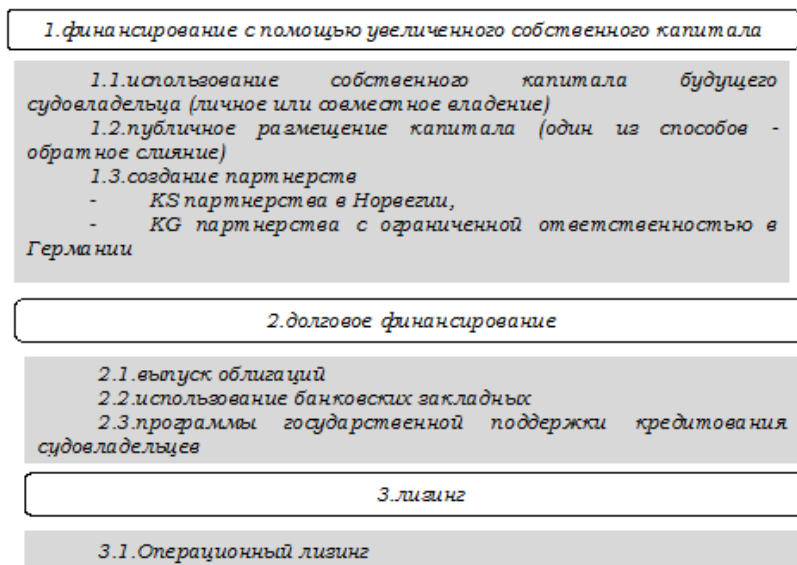 1.финансирование с помощью увеличенного собственного капитала
1.1.использование собственного капитала будущего
судовладельца (личное или совместное владение)
1.2.публичное размещение капитала (один из способов -
обратное слияние)
1.3.создание партнерств
- KS партнерства в Норвегии,
- KG партнерства с ограниченной ответственностью в
Германии
2.долговое финансирование
2.1.выпуск облигаций
2.2.использование банковских закладных
2.3.программы государственной поддержки кредитования
судовладельцев
3.лизинг
3.1.Операционный лизинг